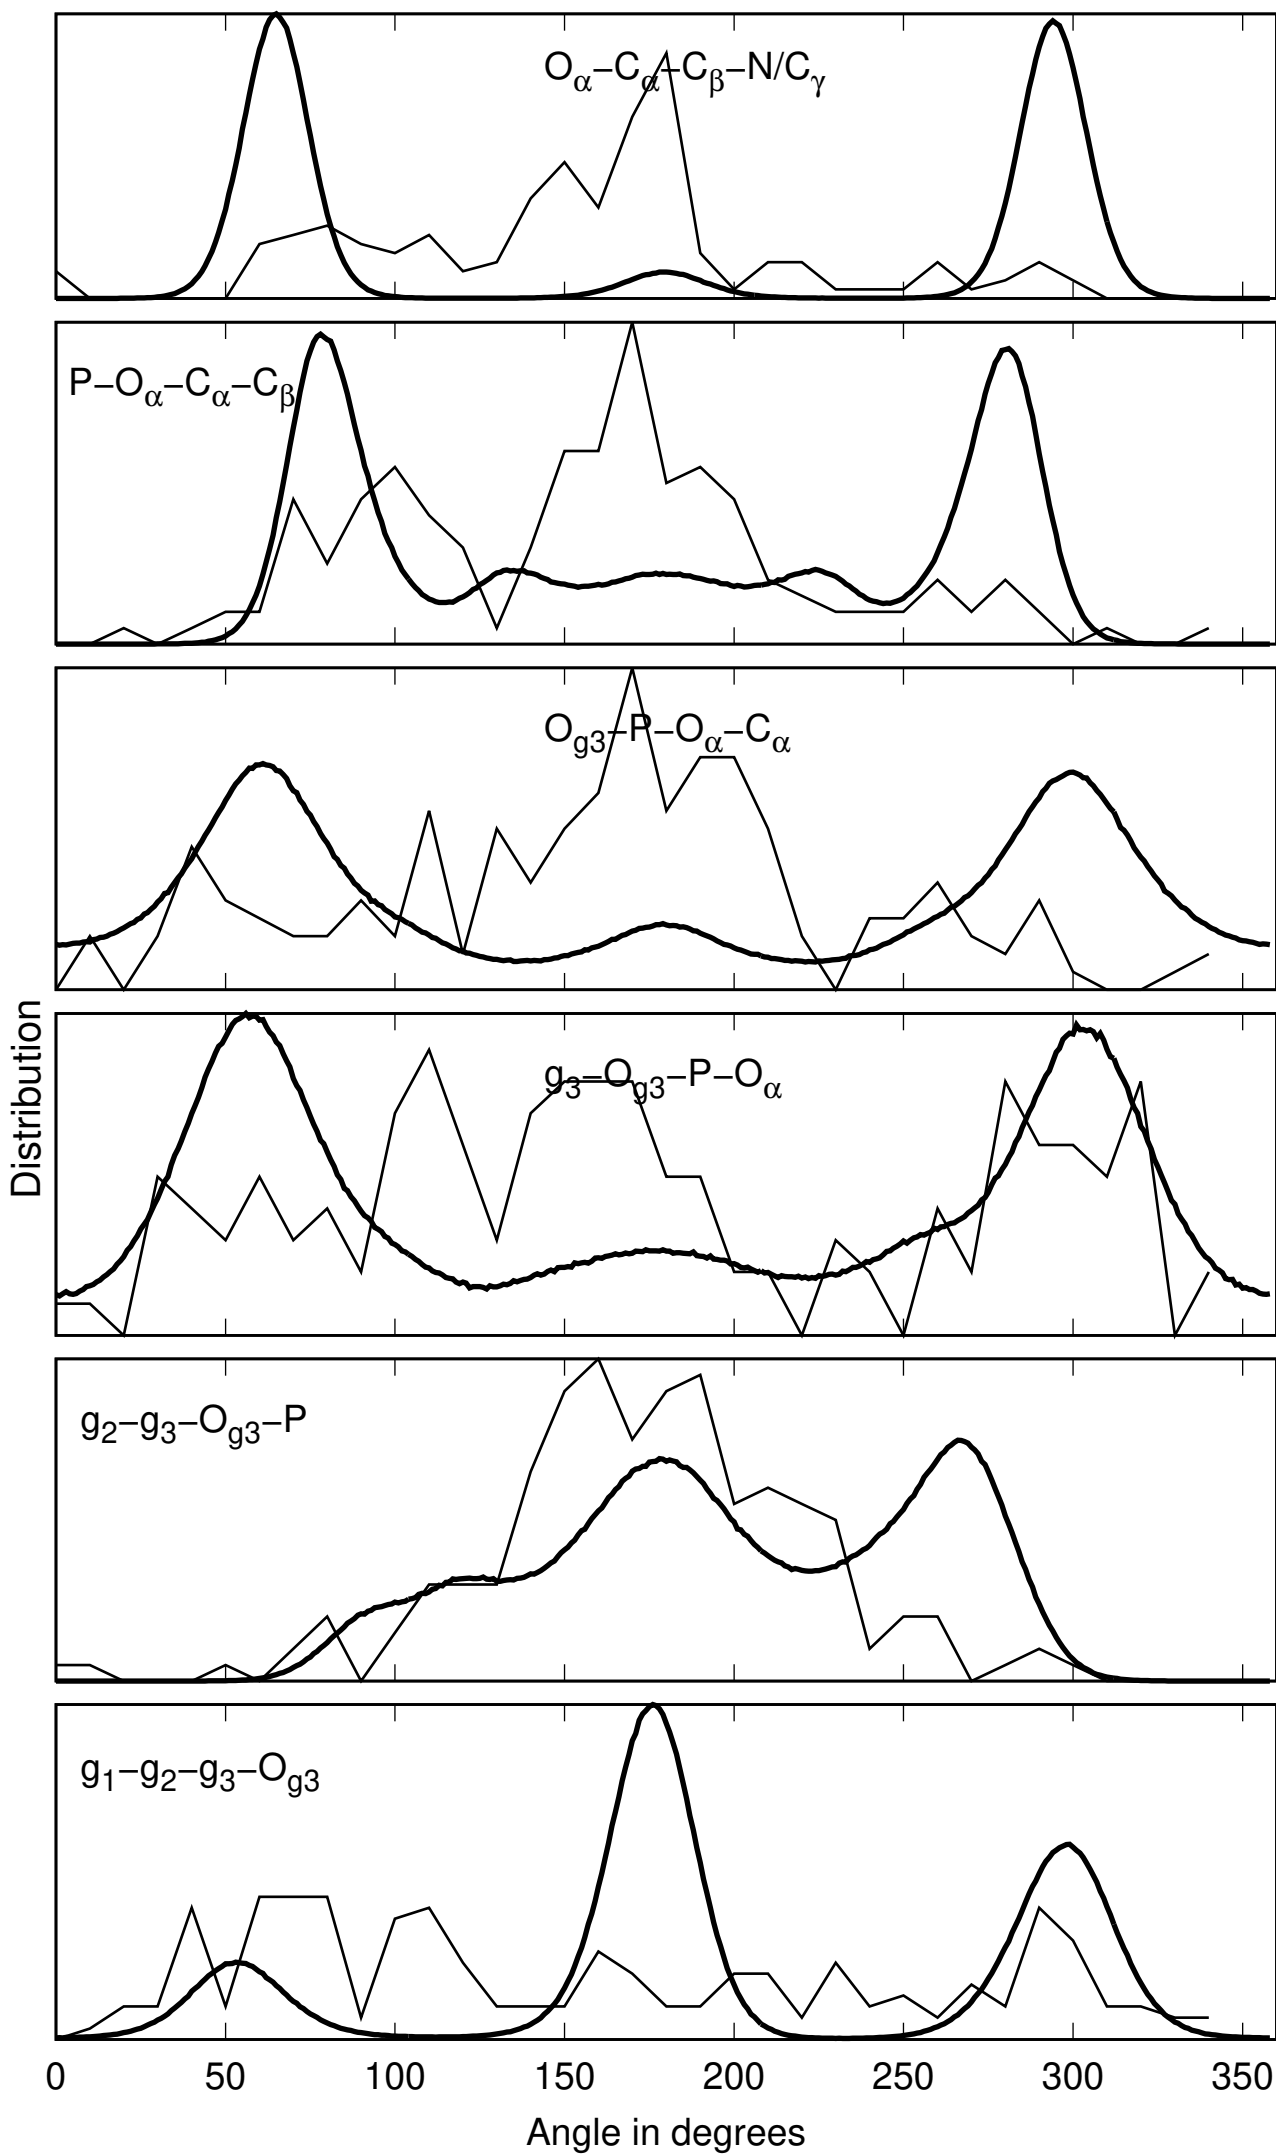 Oα–Cα–Cβ–N/Cγ
P–Oα–Cα–Cβ
Og3–P–Oα–Cα
g3–Og3–P–Oα
g2–g3–Og3–P
g1–g2–g3–Og3
Distribution
0 50 100 150 200 250 300 350
Angle in degrees